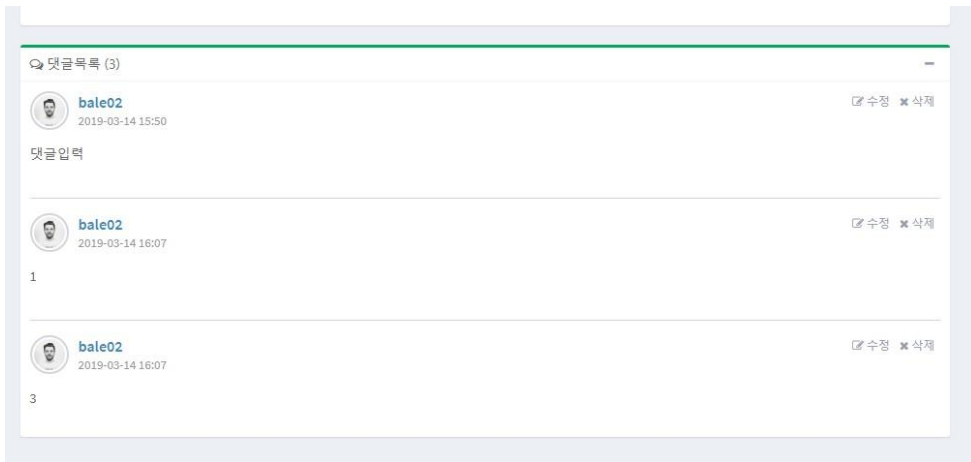 댓글목록 (3)
bale02 수정 삭제
2019-03-14 15:50
댓글입력
bale02 수정 삭제
2019-03-14 16:07
1
bale02 수정 삭제
2019-03-14 16:07
3